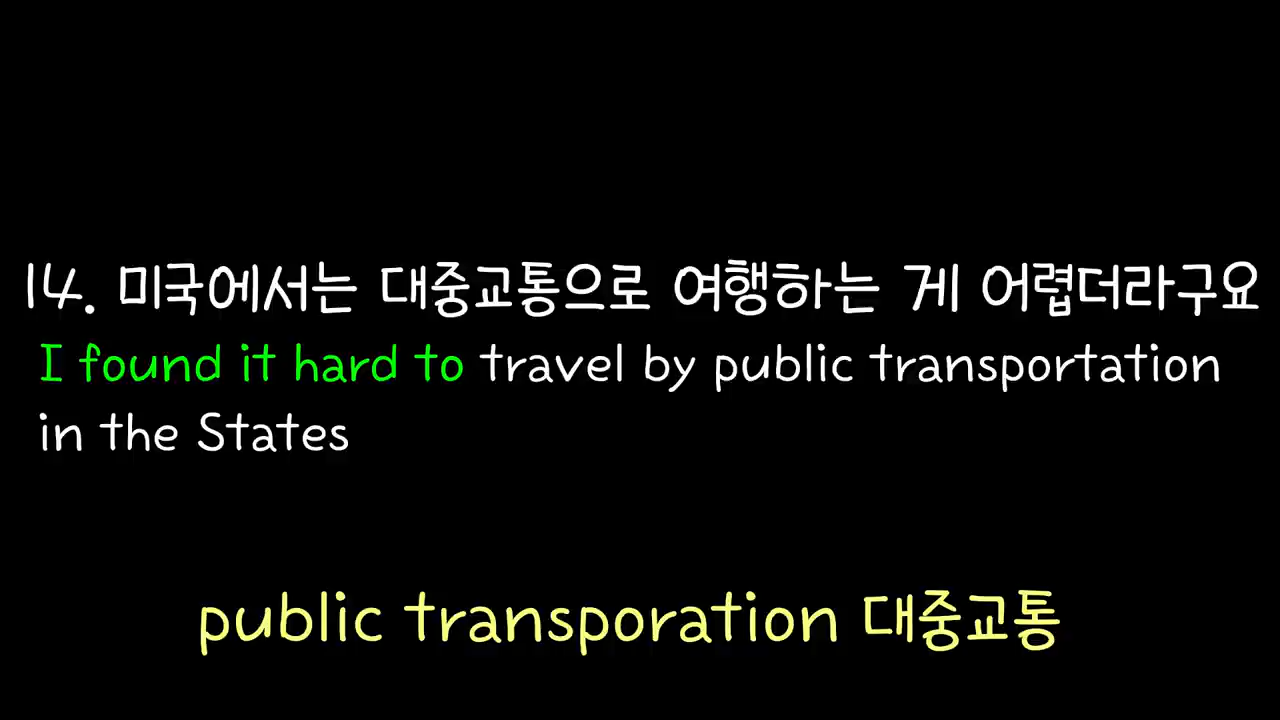 14. 미국에서는 대중교통으로 여행하는 게 어렵더라구요
I found it hard to travel by public transportation
in the States
public transporation 대중교통